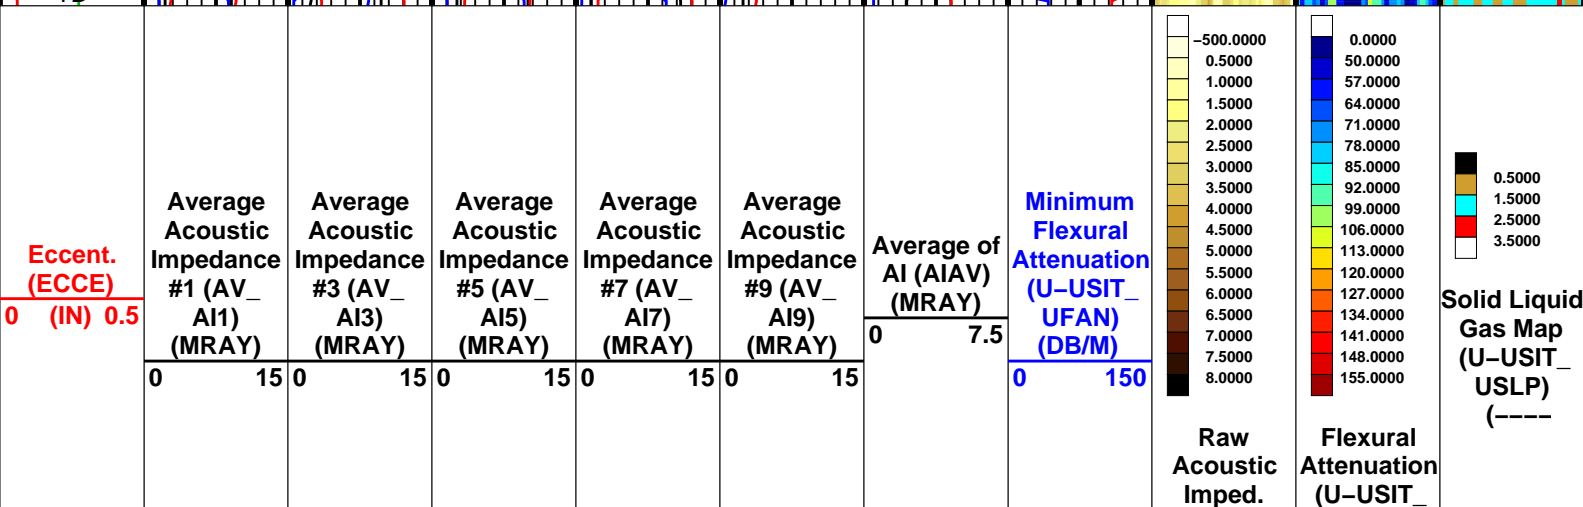 Eccent.
(ECCE)
0 (IN) 0.5
Average
Acoustic
Impedance
#1 (AV_
AI1)
(MRAY)
0 15
Average
Acoustic
Impedance
#3 (AV_
AI3)
(MRAY)
0 15
Average
Acoustic
Impedance
#5 (AV_
AI5)
(MRAY)
0 15
Average
Acoustic
Impedance
#7 (AV_
AI7)
(MRAY)
0 15
Average
Acoustic
Impedance
#9 (AV_
AI9)
(MRAY)
0 15
Average of
AI (AIAV)
(MRAY)
0 7.5
Minimum
Flexural
Attenuation
(U−USIT_
UFAN)
(DB/M)
0 150
−500.0000
0.5000
1.0000
1.5000
2.0000
2.5000
3.0000
3.5000
4.0000
4.5000
5.0000
5.5000
6.0000
6.5000
7.0000
7.5000
8.0000
Raw
Acoustic
Imped.
0.0000
50.0000
57.0000
64.0000
71.0000
78.0000
85.0000
92.0000
99.0000
106.0000
113.0000
120.0000
127.0000
134.0000
141.0000
148.0000
155.0000
Flexural
Attenuation
(U−USIT_
0.5000
1.5000
2.5000
3.5000
Solid Liquid
Gas Map
(U−USIT_
USLP)
(−−−−